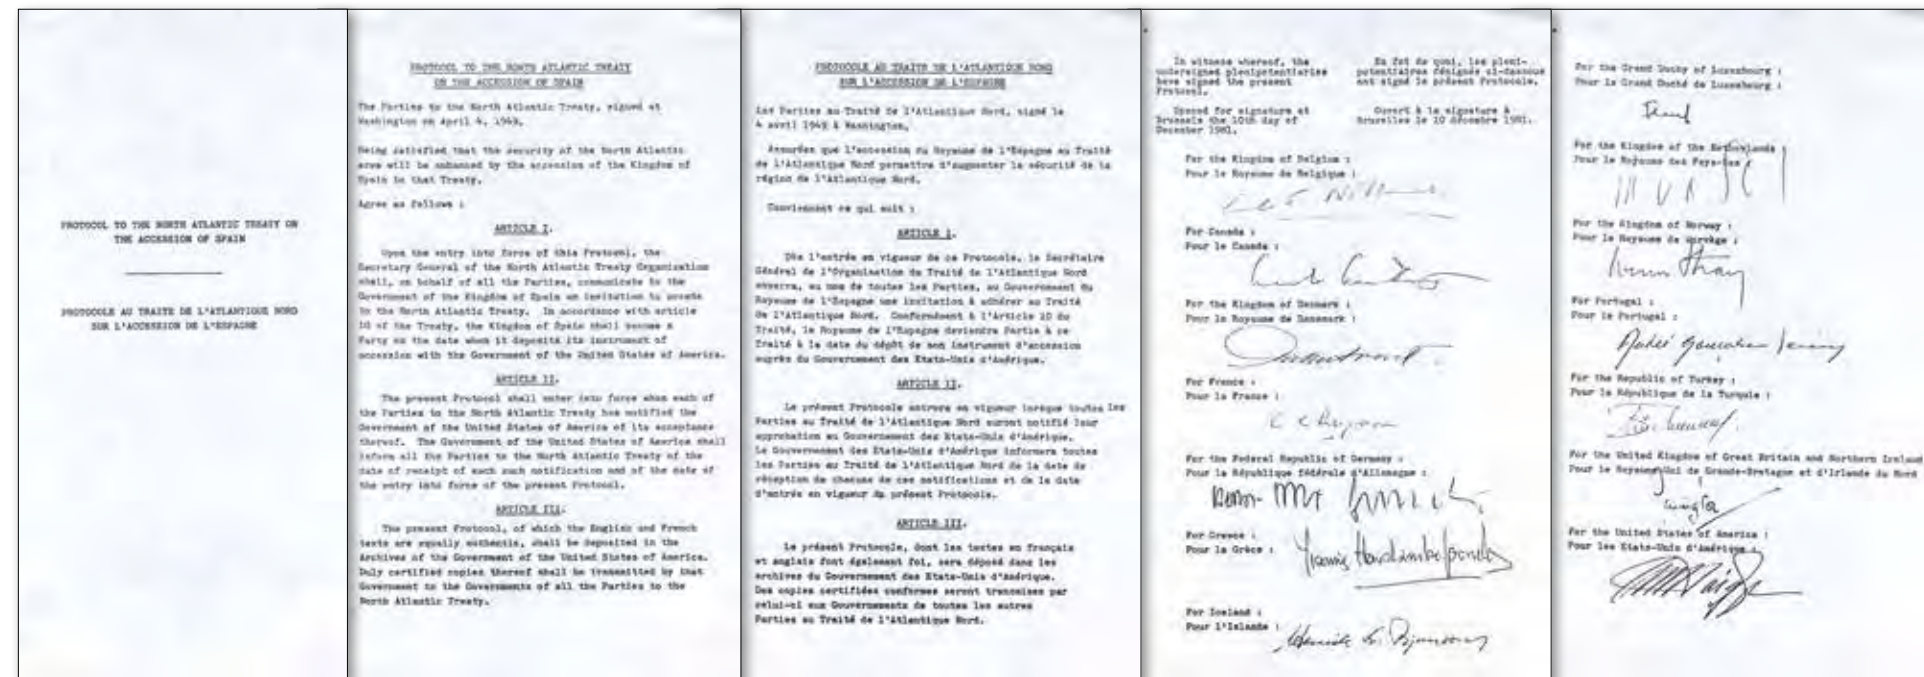 PROTOCOL TO THE NORTH ATLANTIC TREATY ON
THE ACCESSION OF SPAIN
PROTOCOLE AU TRAITE DE L'ATLANTIQUE NORD
SUR L'ACCESSION DE L'ESPAGNE
PROTOCOL TO THE NORTH ATLANTIC TREATY
ON THE ACCESSION OF SPAIN
The Parties to the North Atlantic Treaty, signed at
Washington on April 4, 1949,
Being satisfied that the security of the North Atlantic
area will be enhanced by the accession of the Kingdom of
Spain to that Treaty,
Agree as follows :
ARTICLE I.
Upon the entry into force of this Protocol, the
Secretary General of the North Atlantic Treaty Organization
shall, on behalf of all the Parties, communicate to the
Government of the Kingdom of Spain an invitation to accede
to the North Atlantic Treaty. In accordance with article
10 of the Treaty, the Kingdom of Spain shall become a
Party on the date when it deposits its instrument of
accession with the Government of the United States of America.
ARTICLE II.
The present Protocol shall enter into force when each of
the Parties to the North Atlantic Treaty has notified the
Government of the United States of America of its acceptance
thereof. The Government of the United States of America shall
inform all the Parties to the North Atlantic Treaty of the
date of receipt of each such notification and of the date of
the entry into force of the present Protocol.
ARTICLE III.
The present Protocol, of which the English and French
texts are equally authentic, shall be deposited in the
Archives of the Government of the United States of America.
Duly certified copies thereof shall be transmitted by that
Government to the Governments of all the Parties to the
North Atlantic Treaty.
PROTOCOLE AU TRAITE DE L'ATLANTIQUE NORD
SUR L'ACCESSION DE L'ESPAGNE
Les Parties au Traité de l'Atlantique Nord, signé le
4 avril 1949 à Washington,
Assurées que l'accession du Royaume de l'Espagne au Traité
de l'Atlantique Nord permettra d'augmenter la sécurité de la
région de l'Atlantique Nord,
Conviennent ce qui suit :
ARTICLE I.
Dès l'entrée en vigueur de ce Protocole, le Secrétaire
Général de l'Organisation du Traité de l'Atlantique Nord
enverra, au nom de toutes les Parties, au Gouvernement du
Royaume de l'Espagne une invitation à adhérer au Traité
de l'Atlantique Nord. Conformément à l'Article 10 du
Traité, le Royaume de l'Espagne deviendra Partie à ce
Traité à la date du dépôt de son instrument d'accession
auprès du Gouvernement des Etats-Unis d'Amérique.
ARTICLE II.
Le présent Protocole entrera en vigueur lorsque toutes les
Parties au Traité de l'Atlantique Nord auront notifié leur
approbation au Gouvernement des Etats-Unis d'Amérique.
Le Gouvernement des Etats-Unis d'Amérique informera toutes
les Parties au Traité de l'Atlantique Nord de la date de
réception de chacune de ces notifications et de la date
d'entrée en vigueur du présent Protocole.
ARTICLE III.
Le présent Protocole, dont les textes en français
et anglais font également foi, sera déposé dans les
archives du Gouvernement des Etats-Unis d'Amérique.
Des copies certifiées conformes seront transmises par
celui-ci aux Gouvernements de toutes les autres
Parties au Traité de l'Atlantique Nord.
In witness whereof, the
undersigned plenipotentiaries
have signed the present
Protocol.
Opened for signature at
Brussels the 10th day of
December 1981.
En foi de quoi, les pleni-
potentiaires désignés ci-dessous
ont signé le présent Protocole.
Ouvert à la signature à
Bruxelles le 10 décembre 1981.
For the Kingdom of Belgium :
Pour le Royaume de Belgique :
For Canada :
Pour le Canada :
For the Kingdom of Denmark :
Pour le Royaume de Danemark :
For France :
Pour la France :
For the Federal Republic of Germany :
Pour la République fédérale d'Allemagne :
For Greece :
Pour la Grèce :
For Iceland :
Pour l'Islande :
For the Grand Duchy of Luxembourg :
Pour le Grand Duché de Luxembourg :
For the Kingdom of the Netherlands :
Pour le Royaume des Pays-Bas :
For the Kingdom of Norway :
Pour le Royaume de Norvège :
For Portugal :
Pour le Portugal :
For the Republic of Turkey :
Pour la République de la Turquie :
For the United Kingdom of Great Britain and Northern Ireland
Pour le Royaume-Uni de Grande-Bretagne et d'Irlande du Nord
For the United States of America :
Pour les Etats-Unis d'Amérique :